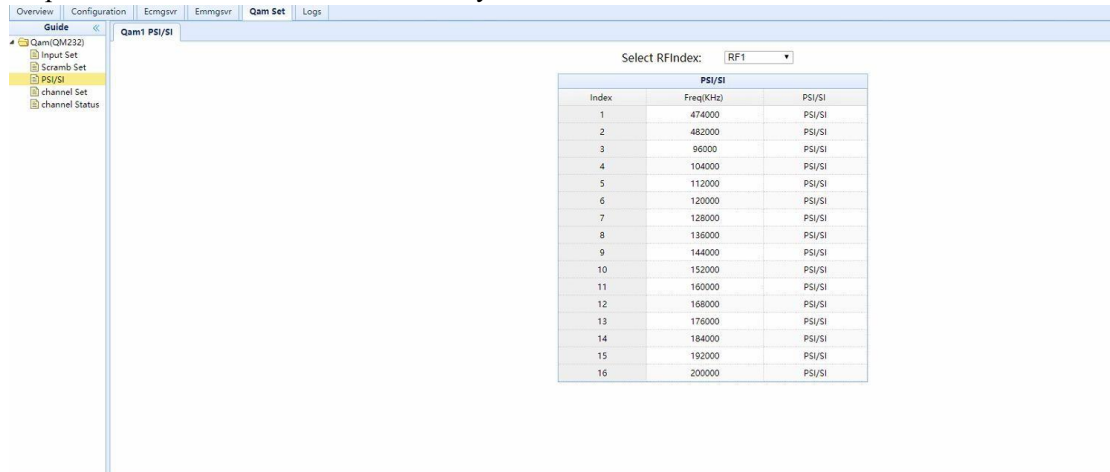 Overview Configuration Ecmgsvr Emmgsvr Qam Set Logs
Guide «
Qam(QM232)
Input Set
Scramb Set
PSI/SI
channel Set
channel Status
Qam1 PSI/SI
Select RFIndex: RF1
PSI/SI
Index Freq(KHz) PSI/SI
1 474000 PSI/SI
2 482000 PSI/SI
3 96000 PSI/SI
4 104000 PSI/SI
5 112000 PSI/SI
6 120000 PSI/SI
7 128000 PSI/SI
8 136000 PSI/SI
9 144000 PSI/SI
10 152000 PSI/SI
11 160000 PSI/SI
12 168000 PSI/SI
13 176000 PSI/SI
14 184000 PSI/SI
15 192000 PSI/SI
16 200000 PSI/SI